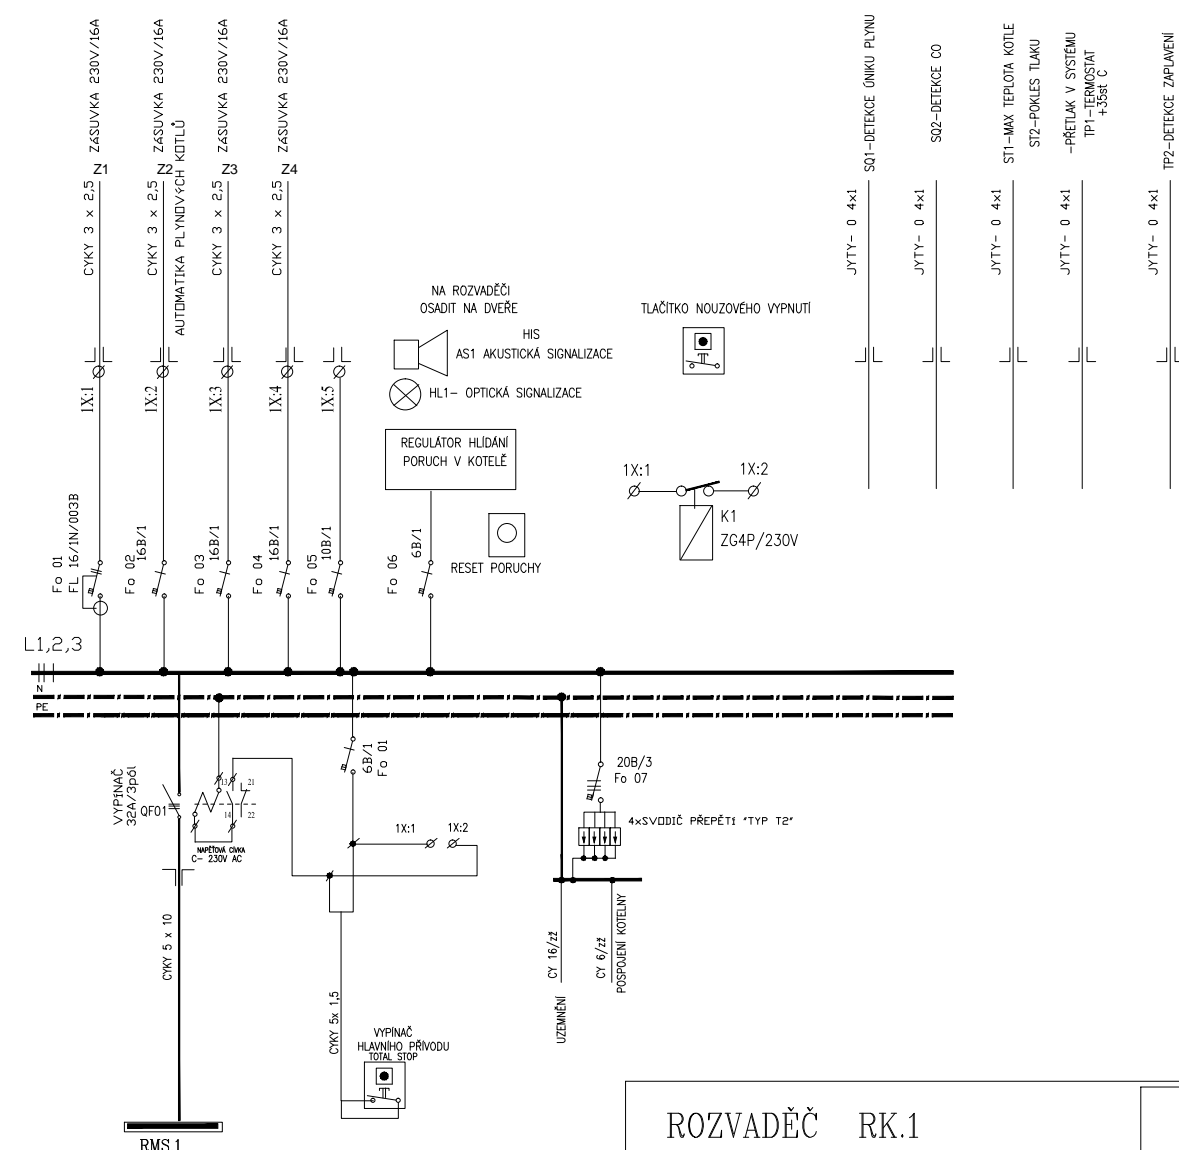 ZÁSUVKA 230V/16A
ZÁSUVKA 230V/16A
ZÁSUVKA 230V/16A
ZÁSUVKA 230V/16A
AUTOMATIKA PLYNOVÝCH KOTLŮ
Z1
Z2
Z3
Z4
CYKY 3 x 2,5
CYKY 3 x 2,5
CYKY 3 x 2,5
CYKY 3 x 2,5
SQ1-DETEKCE ÚNIKU PLYNU
SQ2-DETEKCE CO
ST1-MAX TEPLOTA KOTLE
ST2-POKLES TLAKU
-PŘETLAK V SYSTÉMU
TP1-TERMOSTAT
+35st C
TP2-DETEKCE ZAPLAVENÍ
JYTY- 0 4x1
JYTY- 0 4x1
JYTY- 0 4x1
JYTY- 0 4x1
JYTY- 0 4x1
NA ROZVADĚČI
OSADIT NA DVEŘE
HIS
AS1 AKUSTICKÁ SIGNALIZACE
HL1- OPTICKÁ SIGNALIZACE
TLAČÍTKO NOUZOVÉHO VYPNUTÍ
1X:1
1X:2
1X:3
1X:4
1X:5
REGULÁTOR HLÍDÁNÍ
PORUCH V KOTELĚ
RESET PORUCHY
1X:1
1X:2
K1
ZG4P/230V
Fo 01
FL 16/1N/003B
Fo 02
16B/1
Fo 03
16B/1
Fo 04
16B/1
Fo 05
10B/1
Fo 06
6B/1
L1,2,3
N
PE
VYPÍNAČ
32A/3pól
QF01
13
21
14
22
NAPĚŤOVÁ CÍVKA
C- 230V AC
6B/1
Fo 01
1X:1
1X:2
20B/3
Fo 07
4xSVODIČ PŘEPĚTÍ "TYP T2"
CYKY 5 x 10
CYKY 5x 1,5
CY 16/zž
UZEMNĚNÍ
CY 6/zž
POSPOJENÍ KOTELNY
VYPÍNAČ
HLAVNÍHO PŘÍVODU
TOTAL STOP
RMS 1
ROZVADĚČ RK.1